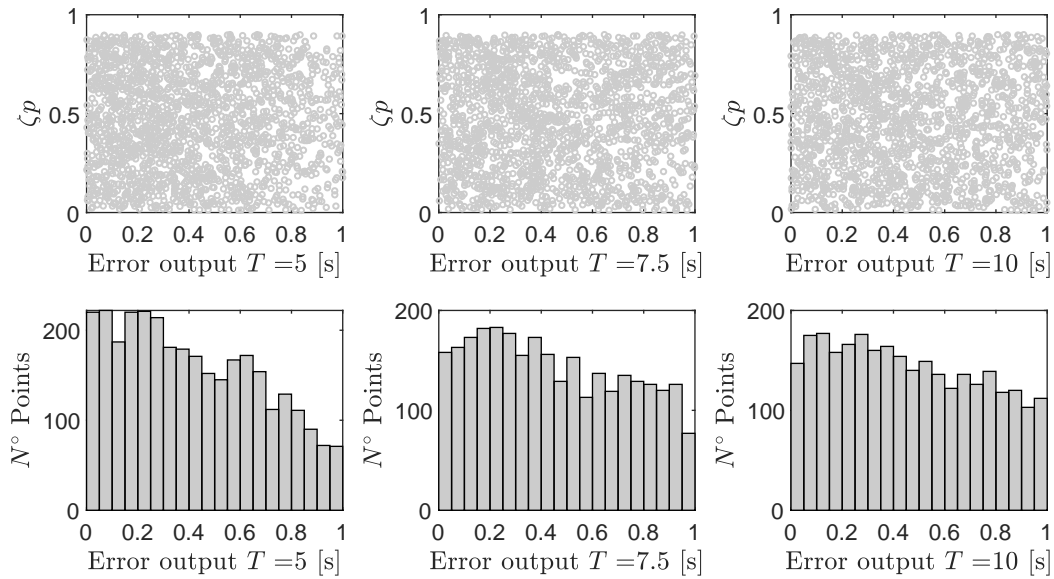 1
0.5
0
ζp
0 0.2 0.4 0.6 0.8 1
Error output T =5 [s]
1
0.5
0
ζp
0 0.2 0.4 0.6 0.8 1
Error output T =7.5 [s]
1
0.5
0
ζp
0 0.2 0.4 0.6 0.8 1
Error output T =10 [s]
200
100
0
N° Points
0 0.2 0.4 0.6 0.8 1
Error output T =5 [s]
200
100
0
N° Points
0 0.2 0.4 0.6 0.8 1
Error output T =7.5 [s]
200
100
0
N° Points
0 0.2 0.4 0.6 0.8 1
Error output T =10 [s]